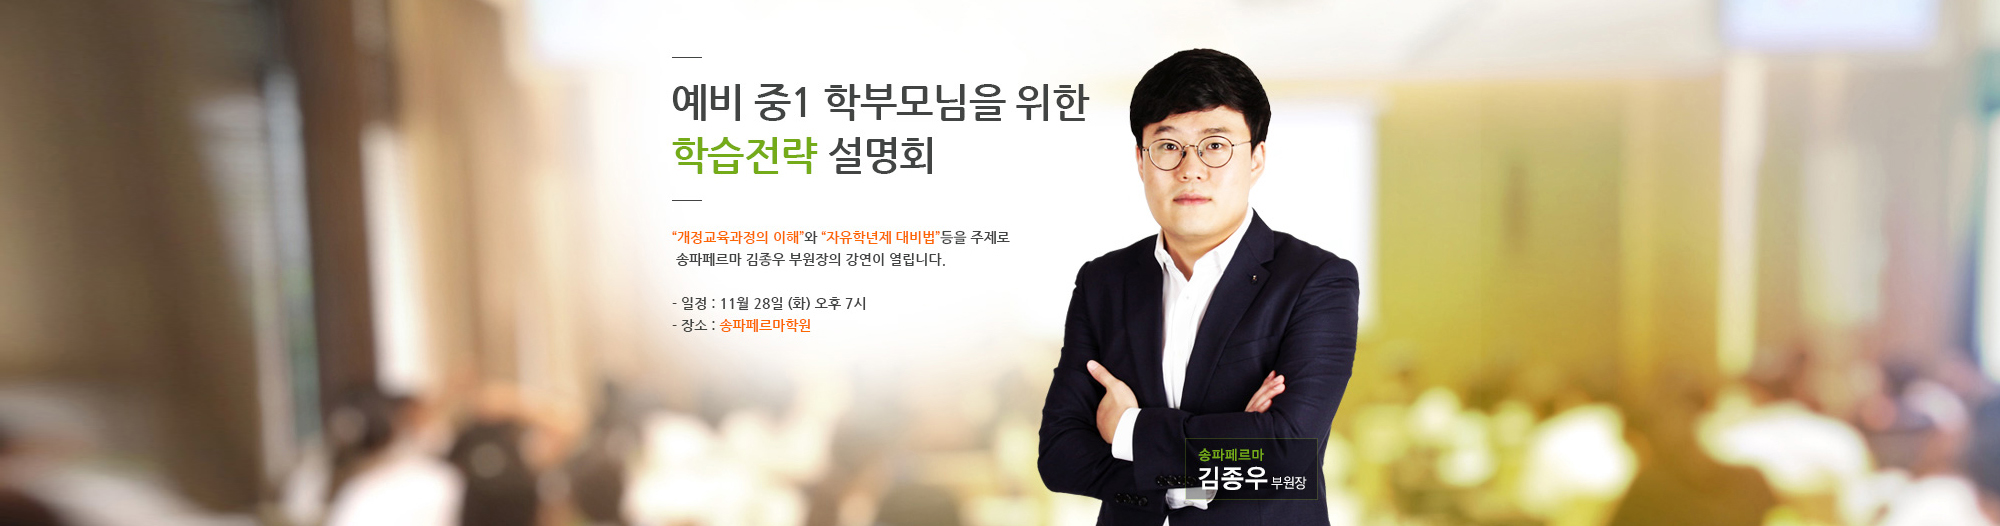 예비 중1 학부모님을 위한
학습전략 설명회
“개정교육과정의 이해”와 “자유학년제 대비법”등을 주제로
송파페르마 김종우 부원장의 강연이 열립니다.
- 일정 : 11월 28일 (화) 오후 7시
- 장소 : 송파페르마학원
송파페르마
김종우 부원장